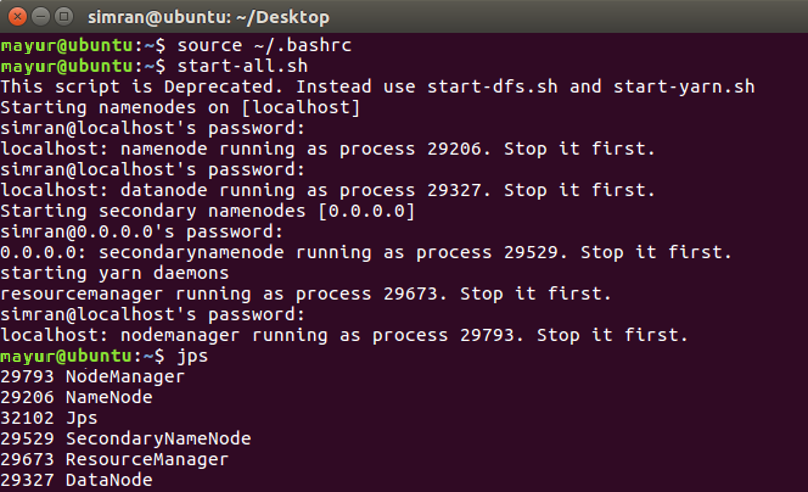 simran@ubuntu: ~/Desktop
mayur@ubuntu:~$ source ~/.bashrc
mayur@ubuntu:~$ start-all.sh
This script is Deprecated. Instead use start-dfs.sh and start-yarn.sh
Starting namenodes on [localhost]
simran@localhost's password:
localhost: namenode running as process 29206. Stop it first.
simran@localhost's password:
localhost: datanode running as process 29327. Stop it first.
Starting secondary namenodes [0.0.0.0]
simran@0.0.0.0's password:
0.0.0.0: secondarynamenode running as process 29529. Stop it first.
starting yarn daemons
resourcemanager running as process 29673. Stop it first.
simran@localhost's password:
localhost: nodemanager running as process 29793. Stop it first.
mayur@ubuntu:~$ jps
29793 NodeManager
29206 NameNode
32102 Jps
29529 SecondaryNameNode
29673 ResourceManager
29327 DataNode